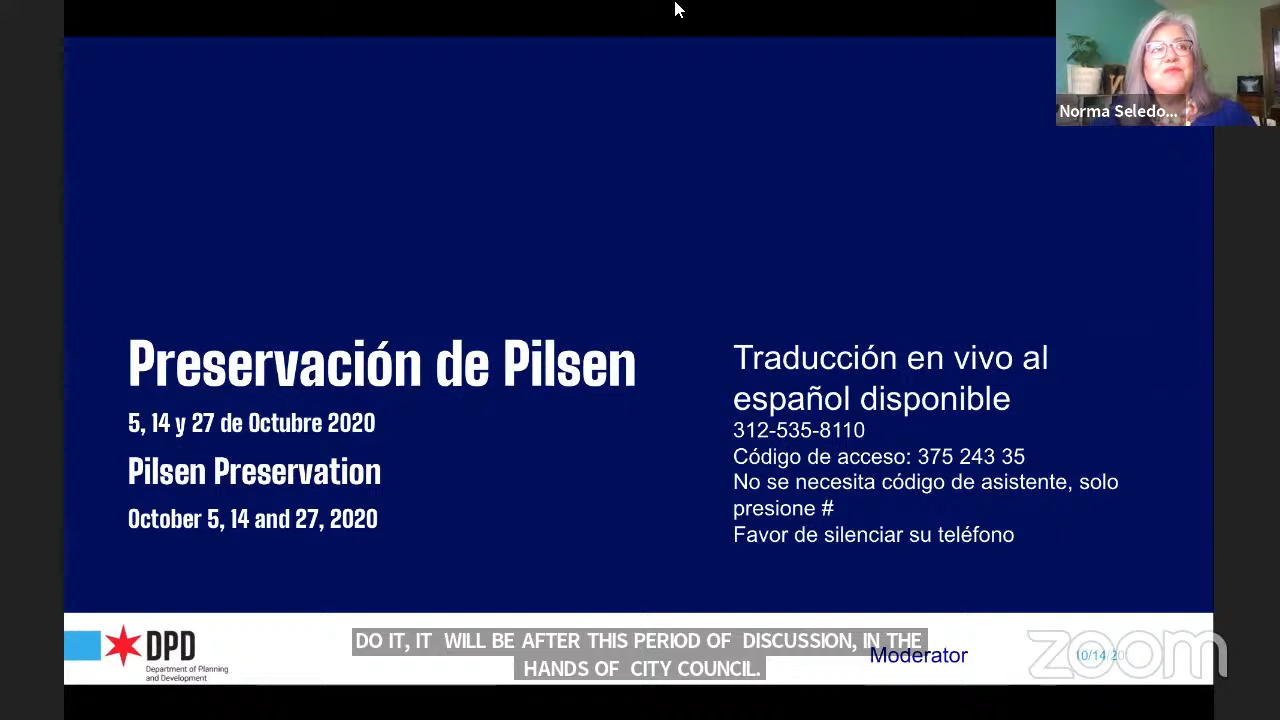 Norma Seledo...
Preservación de Pilsen
5, 14 y 27 de Octubre 2020
Pilsen Preservation
October 5, 14 and 27, 2020
Traducción en vivo al
español disponible
312-535-8110
Código de acceso: 375 243 35
No se necesita código de asistente, solo
presione #
Favor de silenciar su teléfono
DPD
Department of Planning
and Development
DO IT, IT WILL BE AFTER THIS PERIOD OF DISCUSSION, IN THE
HANDS OF CITY COUNCIL.
Moderator
10/14/20
zoom